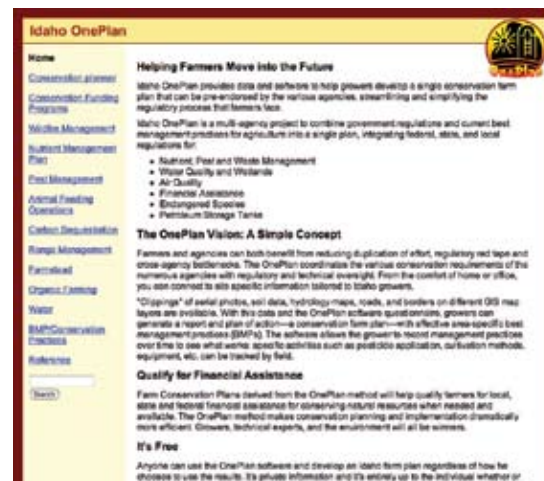 Idaho OnePlan
OnePlan
Home
Conservation planner
Conservation Funding
Programs
Wildlife Management
Nutrient Management
Plan
Pest Management
Animal Feeding
Operations
Carbon Sequestration
Range Management
Farmstead
Organic Farming
Water
BMP/Conservation
Practices
Reference
Search
Helping Farmers Move into the Future
Idaho OnePlan provides data and software to help growers develop a single conservation farm
plan that can be pre-endorsed by the various agencies, streamlining and simplifying the
regulatory process that farmers face.
Idaho OnePlan is a multi-agency project to combine government regulations and current best
management practices for agriculture into a single plan, integrating federal, state, and local
regulations for:
• Nutrient, Pest and Waste Management
• Water Quality and Wetlands
• Air Quality
• Financial Assistance
• Endangered Species
• Petroleum Storage Tanks
The OnePlan Vision: A Simple Concept
Farmers and agencies can both benefit from reducing duplication of effort, regulatory red tape and
cross-agency bottlenecks. The OnePlan coordinates the various conservation requirements of the
numerous agencies with regulatory and technical oversight. From the comfort of home or office,
you can connect to site specific information tailored to Idaho growers.
"Clippings" of aerial photos, soil data, hydrology maps, roads, and borders on different GIS map
layers are available. With this data and the OnePlan software questionnaire, growers can
generate a report and plan of action—a conservation farm plan—with effective area-specific best
management practices (BMPs). The software allows the grower to record management practices
over time to see what works: specific activities such as pesticide application, cultivation methods,
equipment, etc. can be tracked by field.
Qualify for Financial Assistance
Farm Conservation Plans derived from the OnePlan method will help qualify farmers for local,
state and federal financial assistance for conserving natural resources when needed and
available. The OnePlan method makes conservation planning and implementation dramatically
more efficient. Growers, technical experts, and the environment will all be winners.
It's Free
Anyone can use the OnePlan software and develop an Idaho farm plan regardless of how he
chooses to use the results. It's private information and it's entirely up to the individual whether or